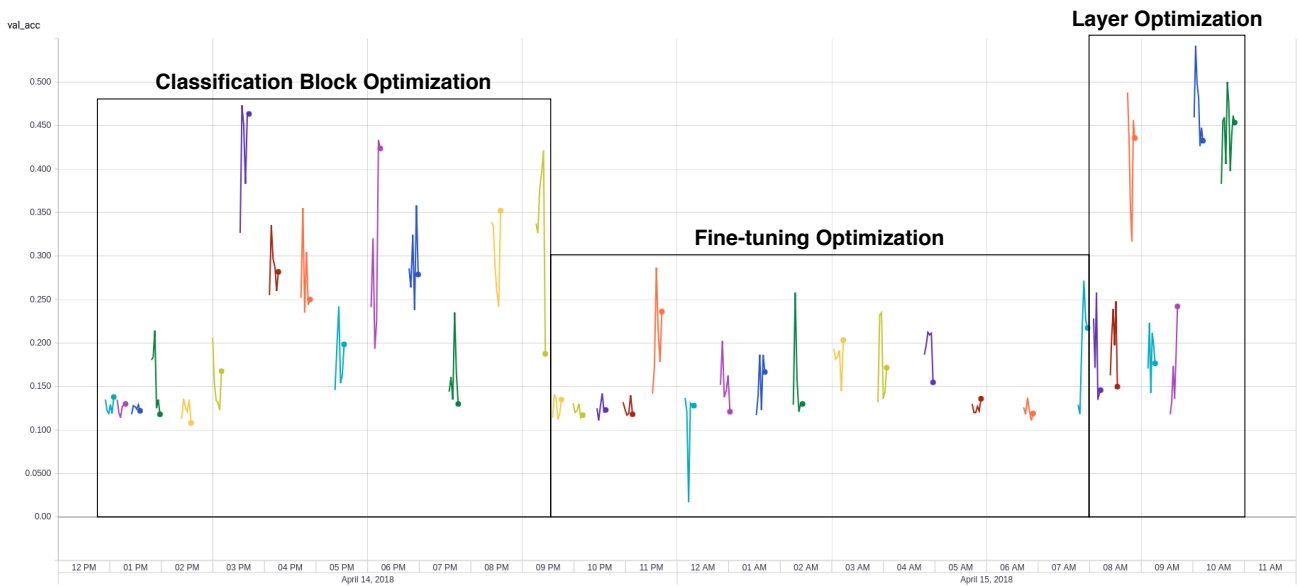 Layer Optimization
val_acc
Classification Block Optimization
0.500
0.450
0.400
0.350
0.300
Fine-tuning Optimization
0.250
0.200
0.150
0.100
0.0500
0.00
12 PM 01 PM 02 PM 03 PM 04 PM 05 PM 06 PM 07 PM 08 PM 09 PM 10 PM 11 PM 12 AM 01 AM 02 AM 03 AM 04 AM 05 AM 06 AM 07 AM 08 AM 09 AM 10 AM 11 AM
April 14, 2018 April 15, 2018